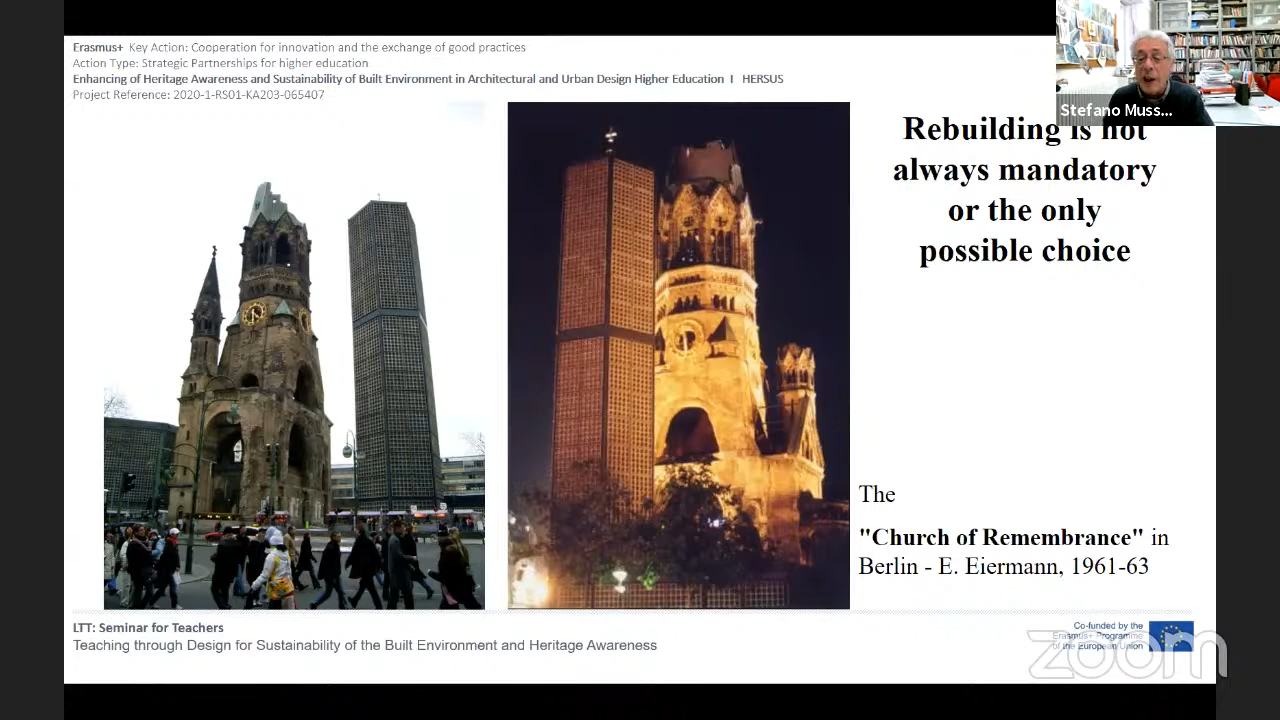 Erasmus+ Key Action: Cooperation for innovation and the exchange of good practices
Action Type: Strategic Partnerships for higher education
Enhancing of Heritage Awareness and Sustainability of Built Environment in Architectural and Urban Design Higher Education I HERSUS
Project Reference: 2020-1-RS01-KA203-065407
Stefano Muss...
Rebuilding is not
always mandatory
or the only
possible choice
The
"Church of Remembrance" in
Berlin - E. Eiermann, 1961-63
LTT: Seminar for Teachers
Teaching through Design for Sustainability of the Built Environment and Heritage Awareness
Co-funded by the
Erasmus+ Programme
of the European Union
zoom